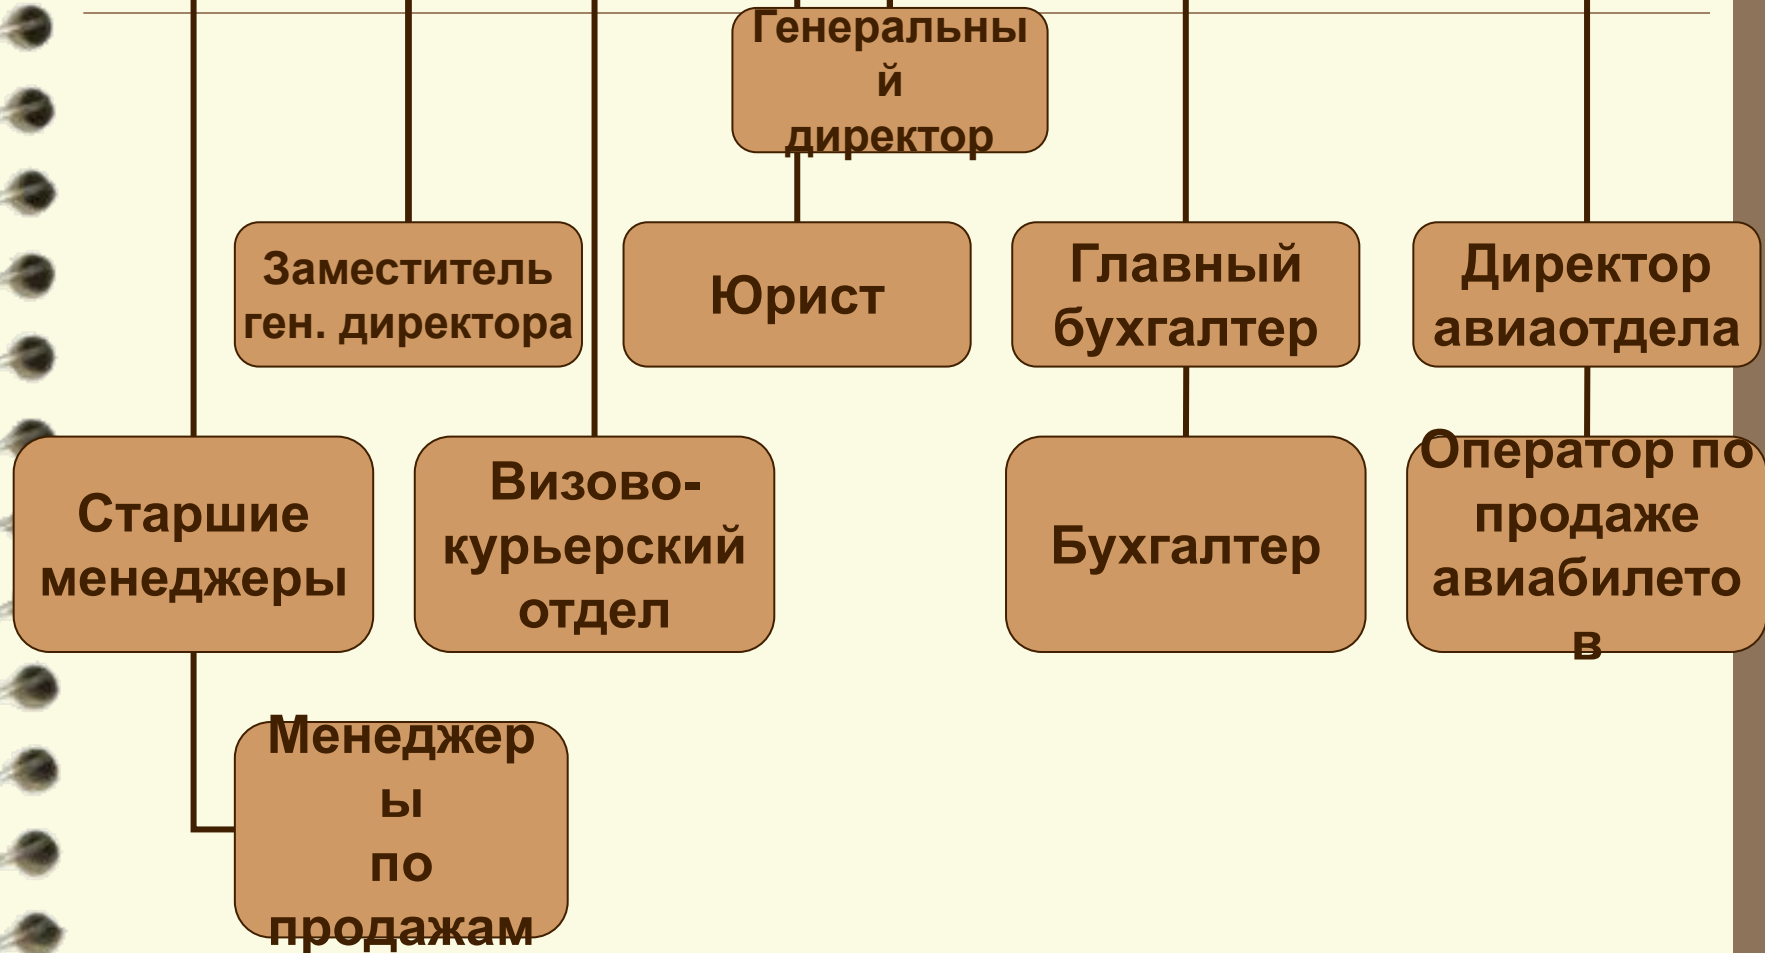 Генеральны
й
директор
Заместитель
ген. директора
Юрист
Главный
бухгалтер
Директор
авиаотдела
Старшие
менеджеры
Визово-
курьерский
отдел
Бухгалтер
Оператор по
продаже
авиабилето
в
Менеджер
ы
по
продажам